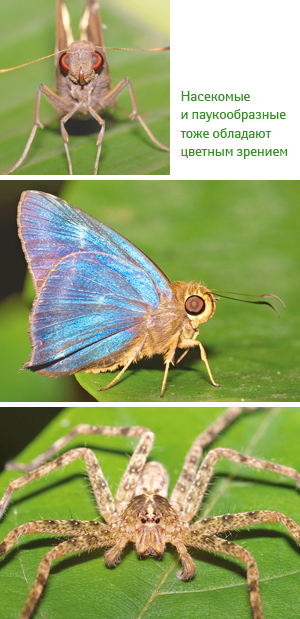 Насекомые
и паукообразные
тоже обладают
цветным зрением